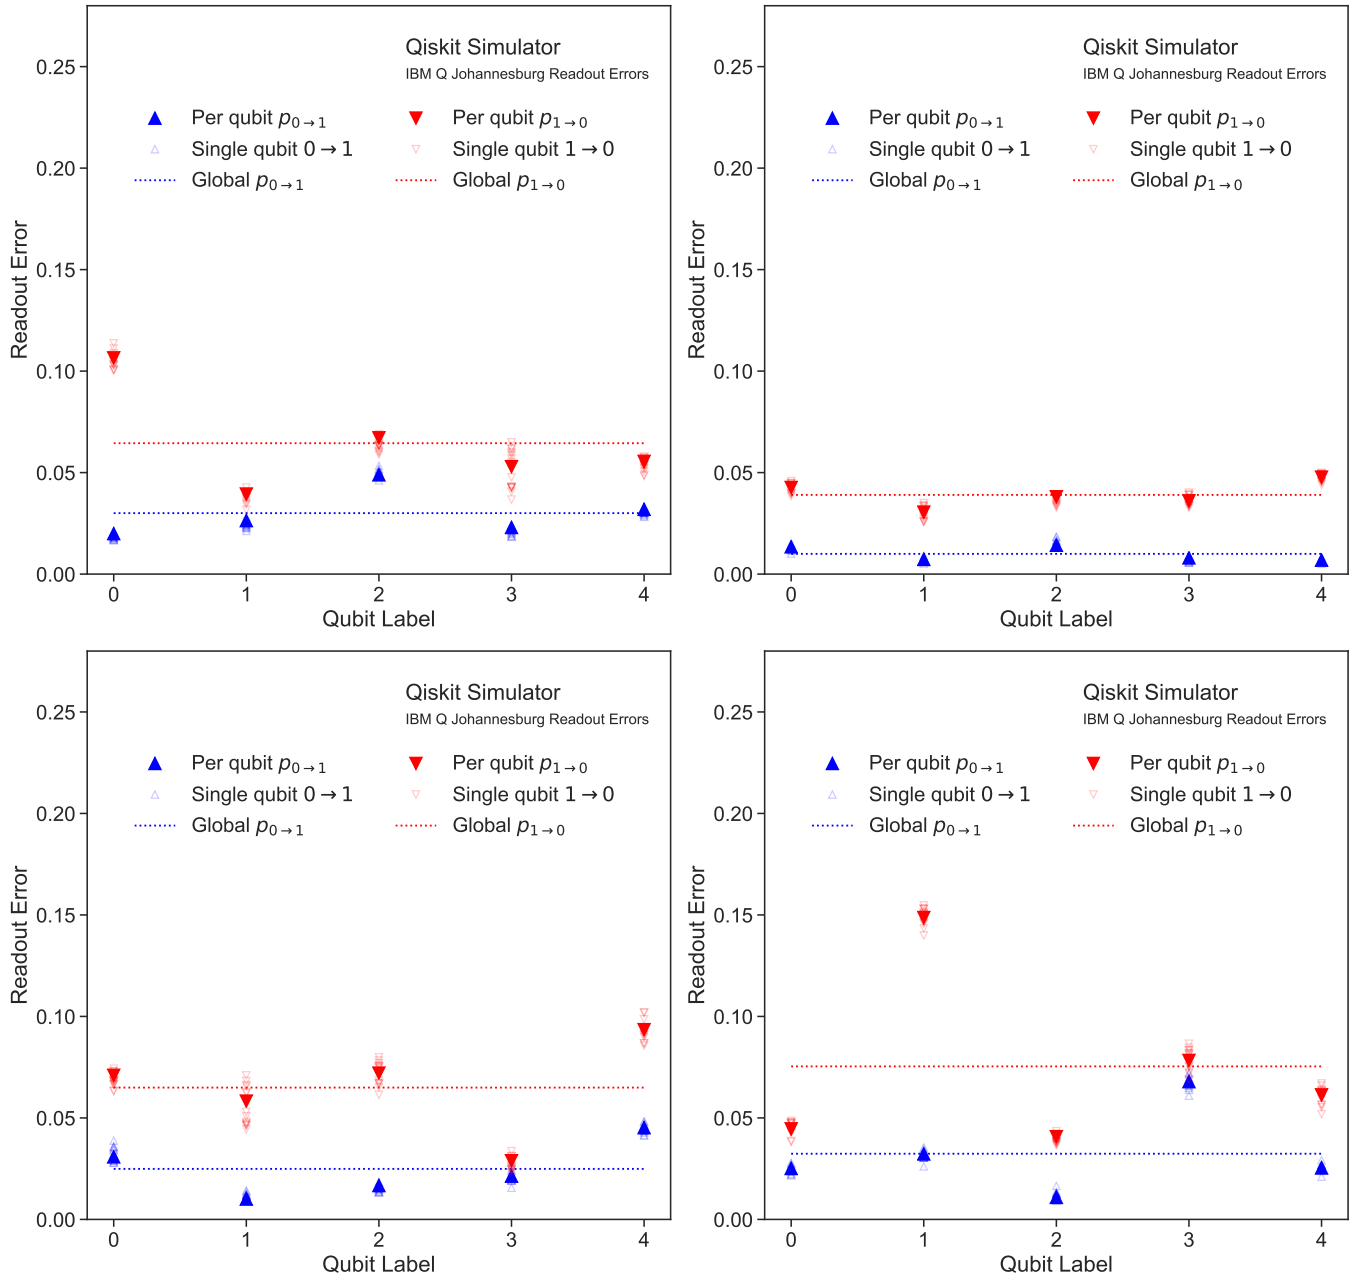 Qiskit Simulator
IBM Q Johannesburg Readout Errors
Per qubit p0→1
Per qubit p1→0
Single qubit 0→1
Single qubit 1→0
Global p0→1
Global p1→0
Readout Error
0.25
0.20
0.15
0.10
0.05
0.00
0 1 2 3 4
Qubit Label
Qiskit Simulator
IBM Q Johannesburg Readout Errors
Per qubit p0→1
Per qubit p1→0
Single qubit 0→1
Single qubit 1→0
Global p0→1
Global p1→0
Readout Error
0.25
0.20
0.15
0.10
0.05
0.00
0 1 2 3 4
Qubit Label
Qiskit Simulator
IBM Q Johannesburg Readout Errors
Per qubit p0→1
Per qubit p1→0
Single qubit 0→1
Single qubit 1→0
Global p0→1
Global p1→0
Readout Error
0.25
0.20
0.15
0.10
0.05
0.00
0 1 2 3 4
Qubit Label
Qiskit Simulator
IBM Q Johannesburg Readout Errors
Per qubit p0→1
Per qubit p1→0
Single qubit 0→1
Single qubit 1→0
Global p0→1
Global p1→0
Readout Error
0.25
0.20
0.15
0.10
0.05
0.00
0 1 2 3 4
Qubit Label